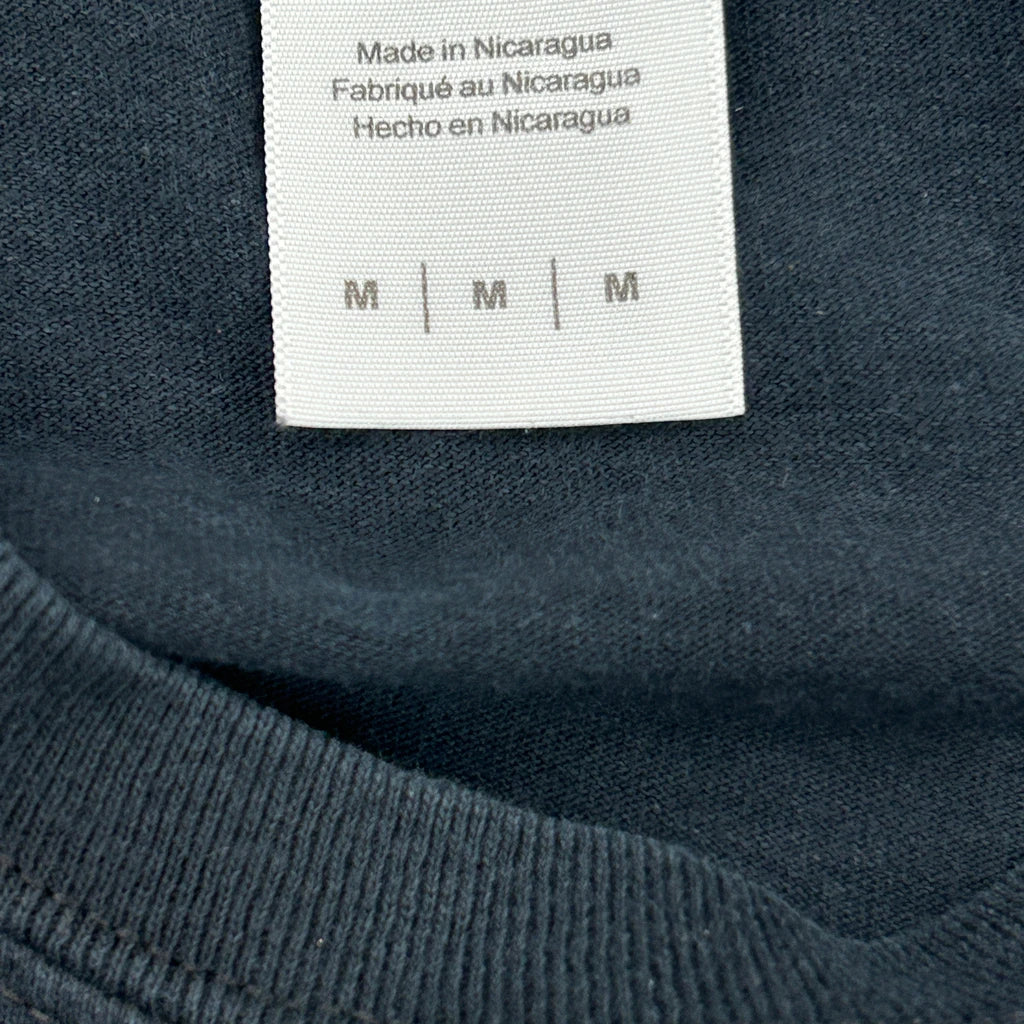 Made in Nicaragua
Fabriqué au Nicaragua
Hecho en Nicaragua
M | M | M